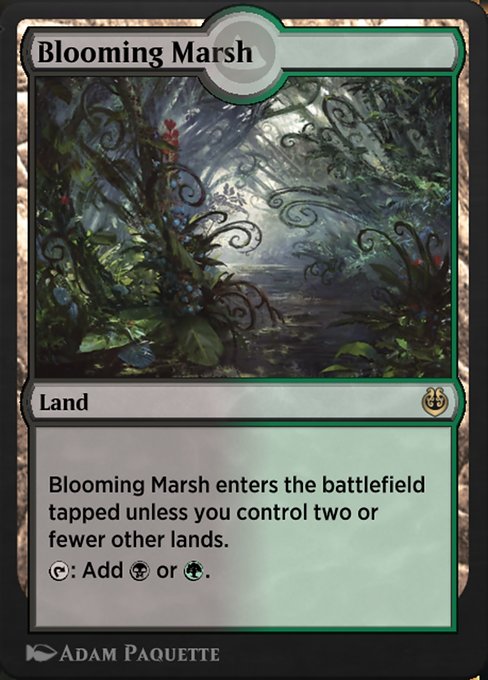 Blooming Marsh
Land
Blooming Marsh enters the battlefield
tapped unless you control two or
fewer other lands.
: Add or .
ADAM PAQUETTE